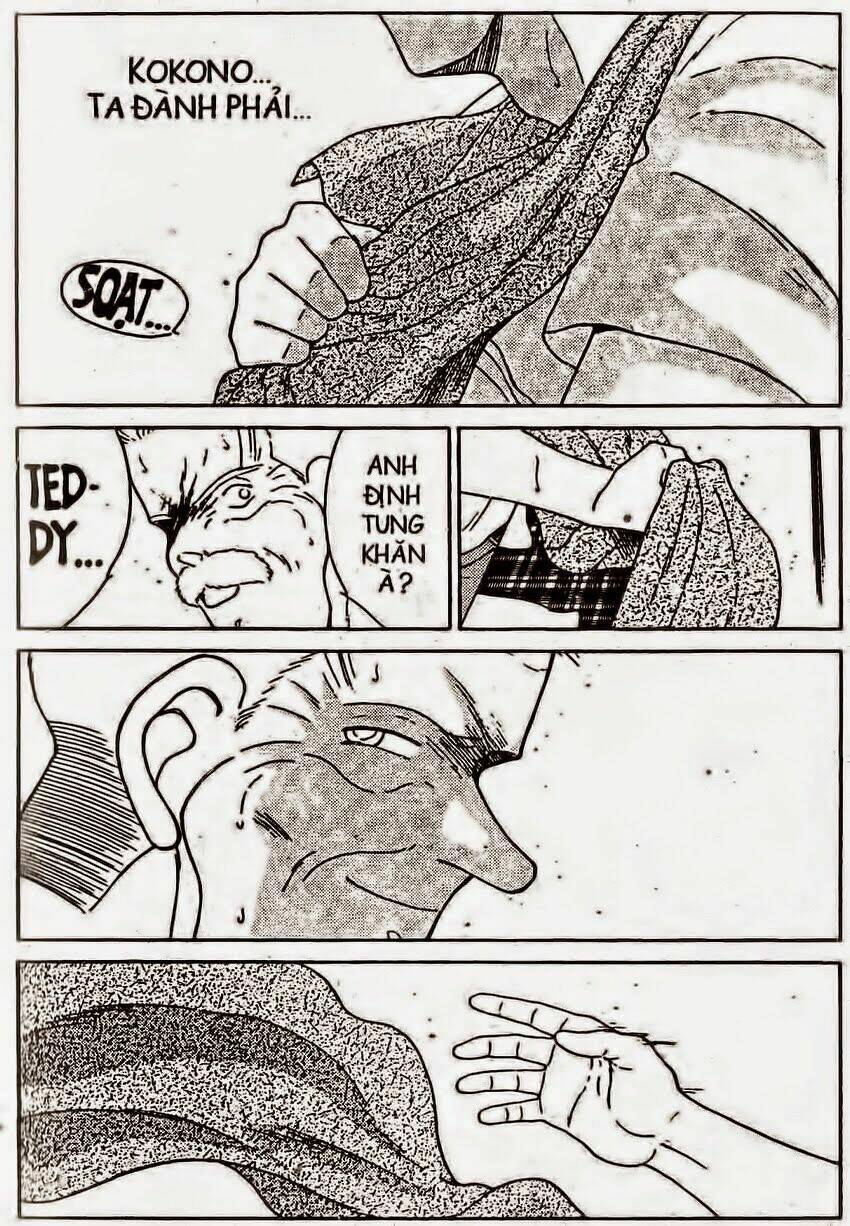 KOKONO...
TA ĐÀNH PHẢI...
SOẠT...
TED-
DY...
ANH
ĐỊNH
TUNG
KHĂN
À?